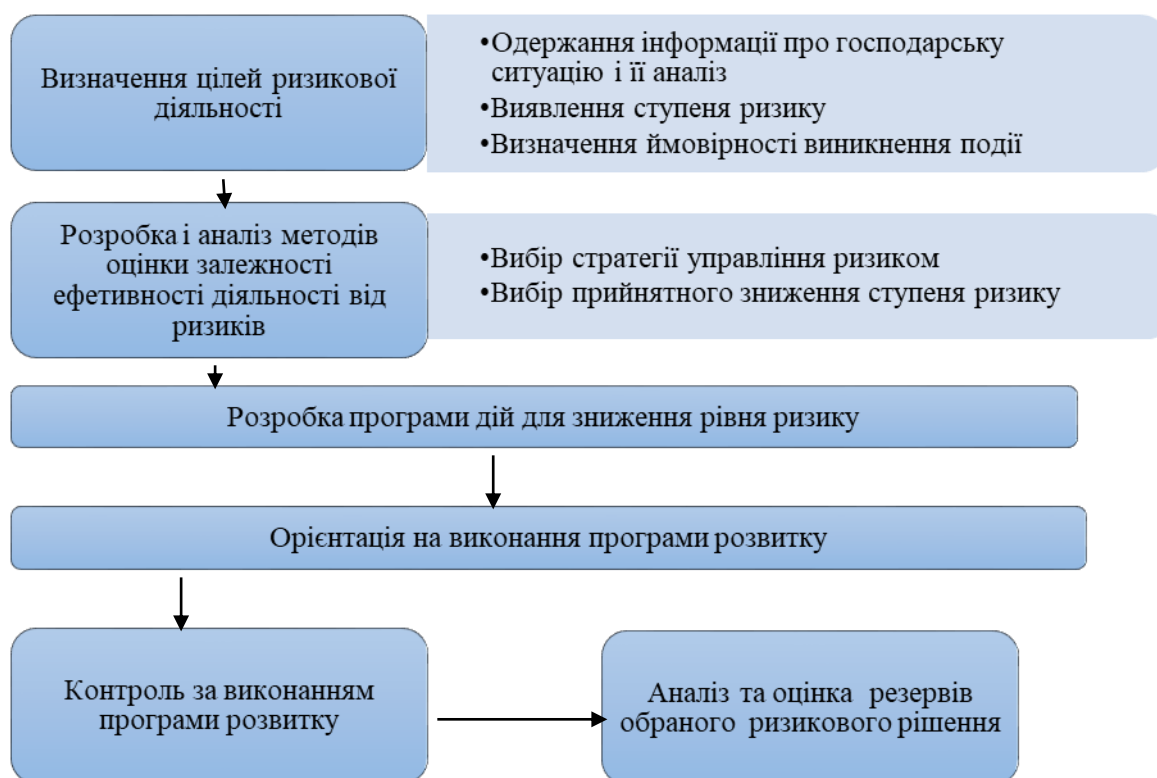 Визначення цілей ризикової
діяльності
•Одержання інформації про господарську
ситуацію і її аналіз
•Виявлення ступеня ризику
•Визначення ймовірності виникнення події
Розробка і аналіз методів
оцінки залежності
ефетивності діяльності від
ризиків
•Вибір стратегії управління ризиком
•Вибір прийнятного зниження ступеня ризику
Розробка програми дій для зниження рівня ризику
Орієнтація на виконання програми розвитку
Контроль за виконанням
програми розвитку
Аналіз та оцінка резервів
обраного ризикового рішення